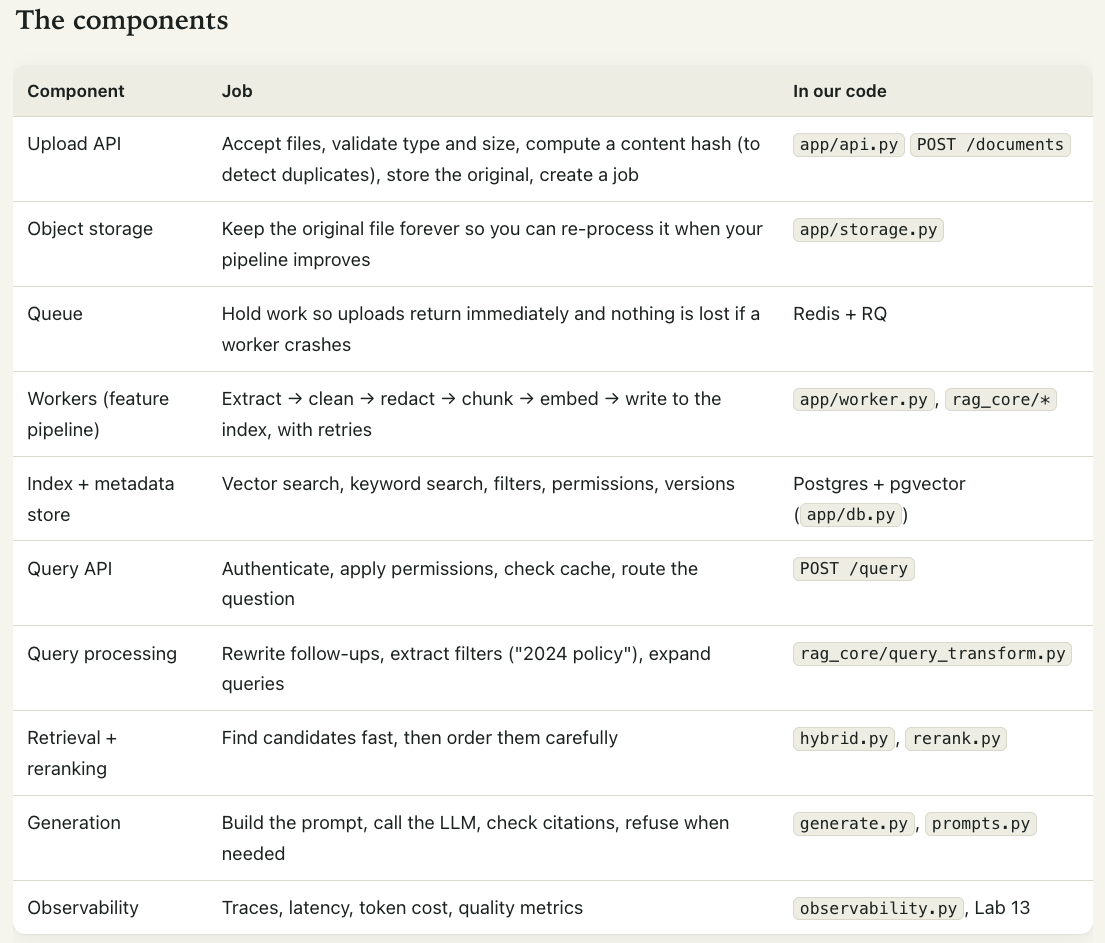 The components
Component Job In our code
Upload API Accept files, validate type and size, compute a content hash (to app/api.py POST /documents
detect duplicates), store the original, create a job
Object storage Keep the original file forever so you can re-process it when your app/storage.py
pipeline improves
Queue Hold work so uploads return immediately and nothing is lost if a Redis + RQ
worker crashes
Workers (feature Extract → clean → redact → chunk → embed → write to the app/worker.py, rag_core/*
pipeline) index, with retries
Index + metadata Vector search, keyword search, filters, permissions, versions Postgres + pgvector
store (app/db.py)
Query API Authenticate, apply permissions, check cache, route the POST /query
question
Query processing Rewrite follow-ups, extract filters ("2024 policy"), expand rag_core/query_transform.py
queries
Retrieval + Find candidates fast, then order them carefully hybrid.py, rerank.py
reranking
Generation Build the prompt, call the LLM, check citations, refuse when generate.py, prompts.py
needed
Observability Traces, latency, token cost, quality metrics observability.py, Lab 13